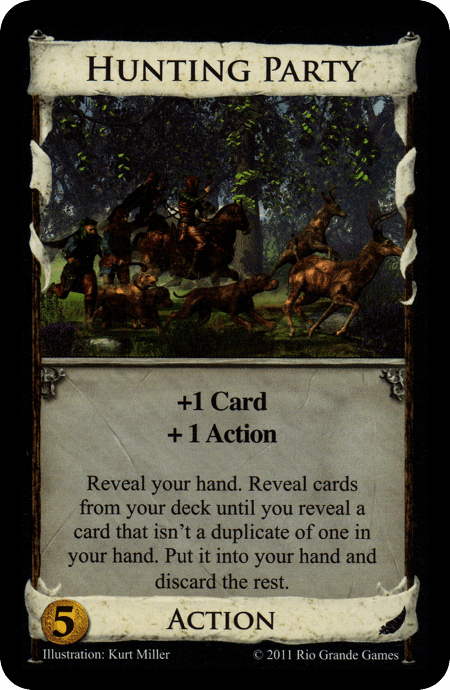 HUNTING PARTY
+1 Card
+ 1 Action
Reveal your hand. Reveal cards
from your deck until you reveal a
card that isn't a duplicate of one in
your hand. Put it into your hand and
discard the rest.
5
ACTION
Illustration: Kurt Miller
© 2011 Rio Grande Games